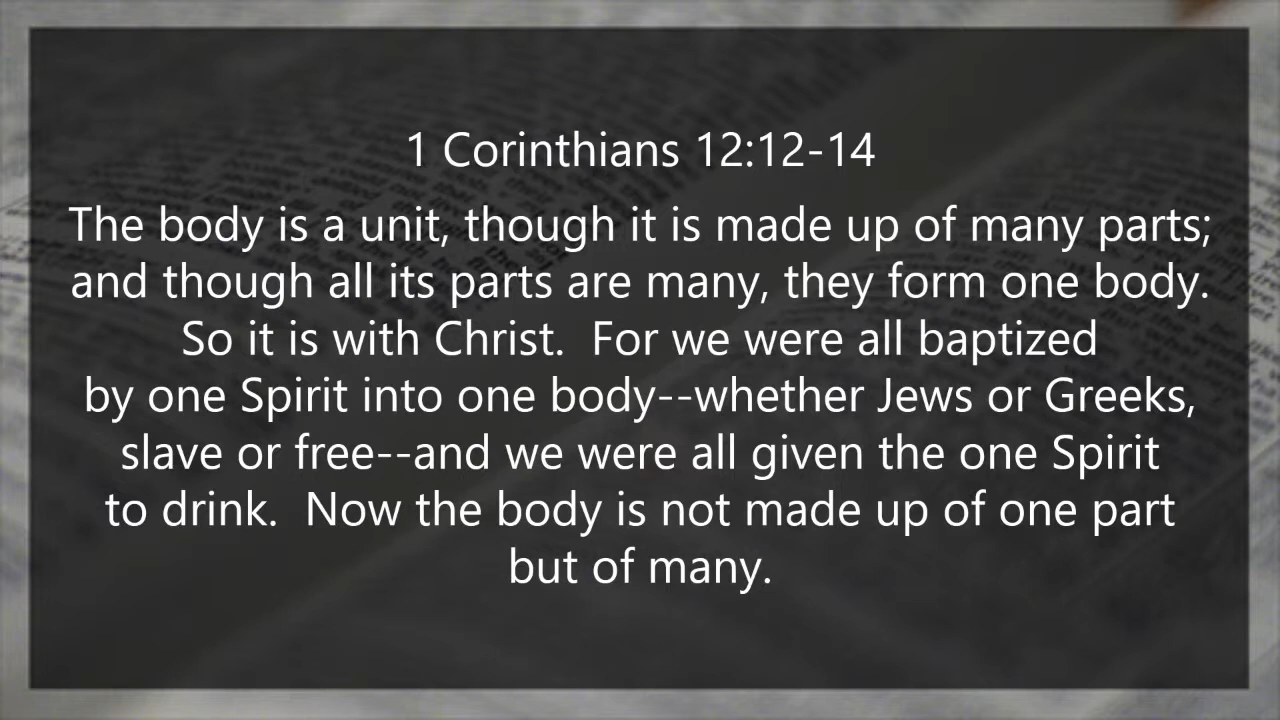 1 Corinthians 12:12-14
The body is a unit, though it is made up of many parts;
and though all its parts are many, they form one body.
So it is with Christ.  For we were all baptized
by one Spirit into one body--whether Jews or Greeks,
slave or free--and we were all given the one Spirit
to drink.  Now the body is not made up of one part
but of many.